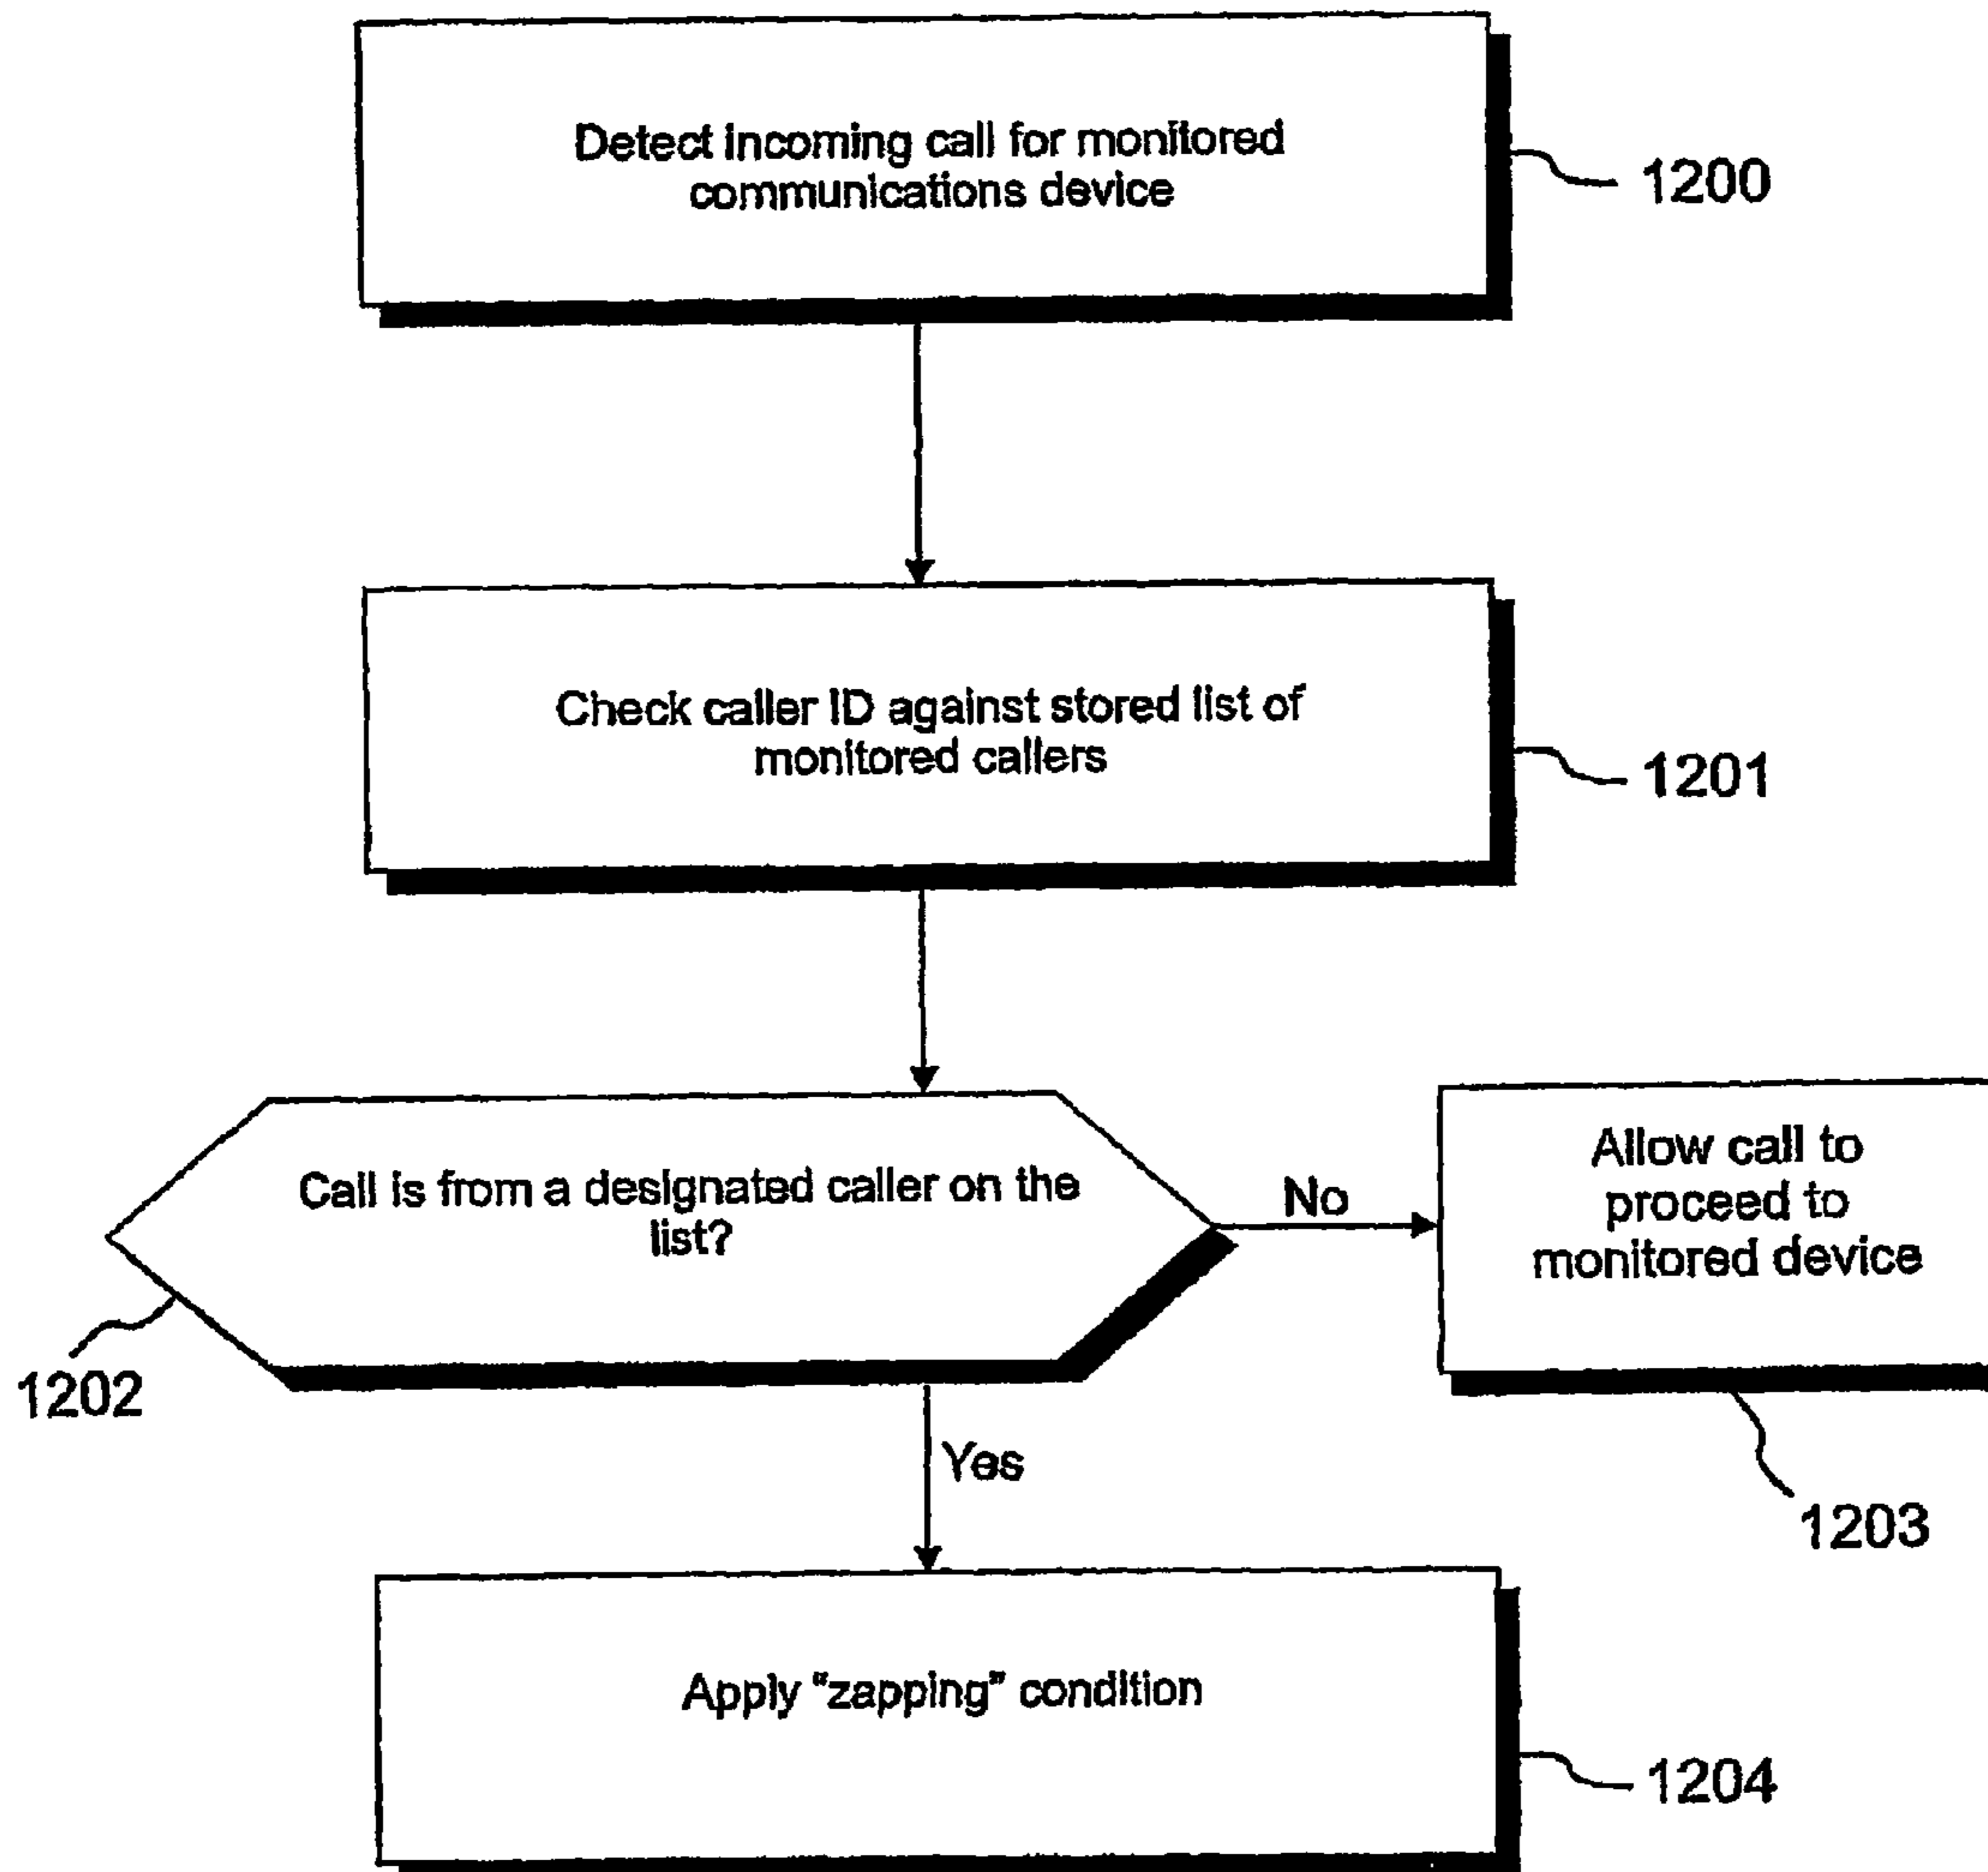 Detect incoming call for monitored
communications device
1200
Check caller ID against stored list of
monitored callers
1201
Call is from a designated caller on the
list?
1202
No
Allow call to
proceed to
monitored device
1203
Yes
Apply "zapping" condition
1204